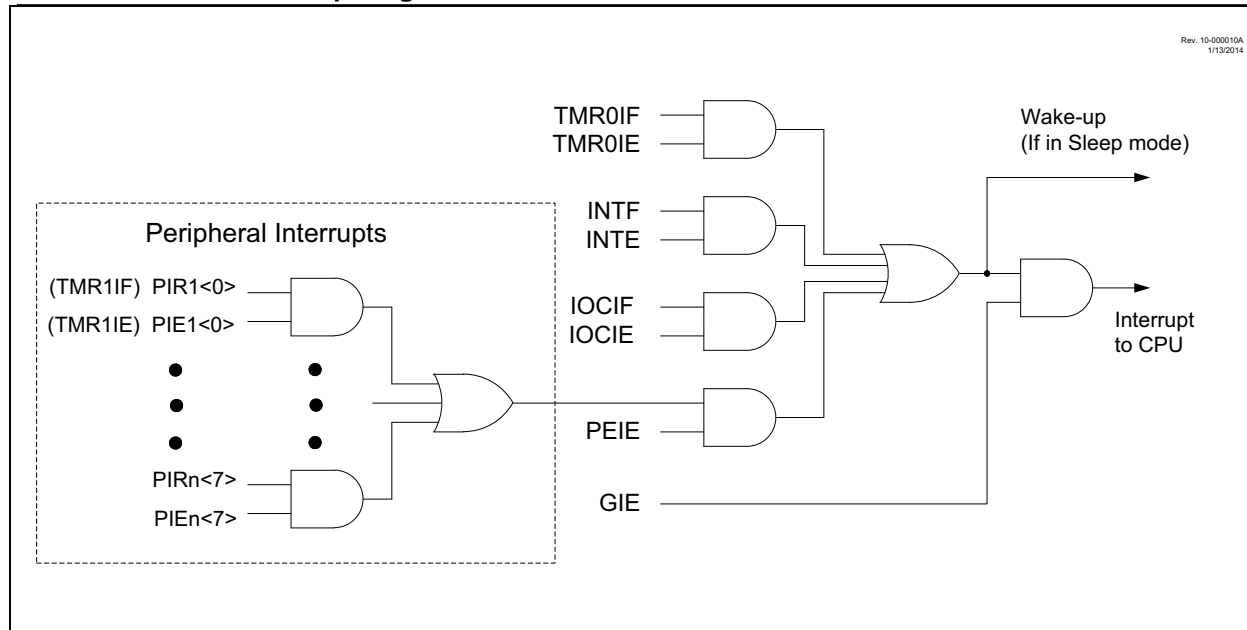 Rev. 10-000010A
1/13/2014
TMR0IF
TMR0IE
Wake-up
(If in Sleep mode)
INTF
INTE
Peripheral Interrupts
(TMR1IF) PIR1<0>
(TMR1IE) PIE1<0>
IOCIF
IOCIE
Interrupt
to CPU
PEIE
PIRn<7>
PIEn<7>
GIE